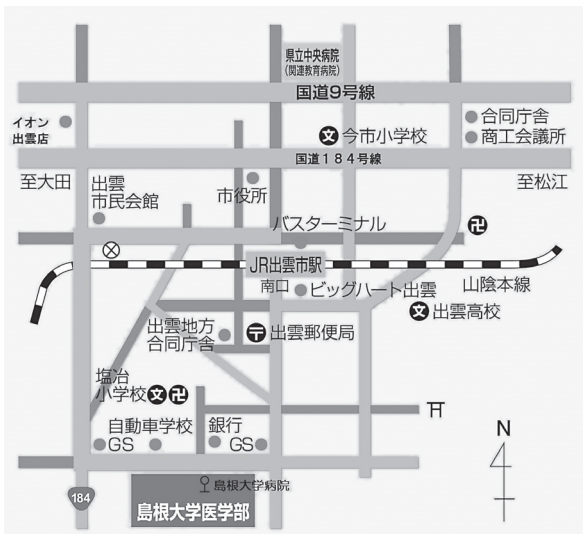 県立中央病院
（関連教育病院）
国道9号線
イオン
出雲店
合同庁舎
文
今市小学校
商工会議所
国道184号線
至大田
出雲
市民会館
市役所
至松江
バスターミナル
卍
JR出雲市駅
南口
ビッグハート出雲
山陰本線
文
出雲高校
出雲地方
合同庁舎
〒
出雲郵便局
塩冶
小学校
文
卍
自動車学校
銀行
GS
GS
N
島根大学病院
184
島根大学医学部